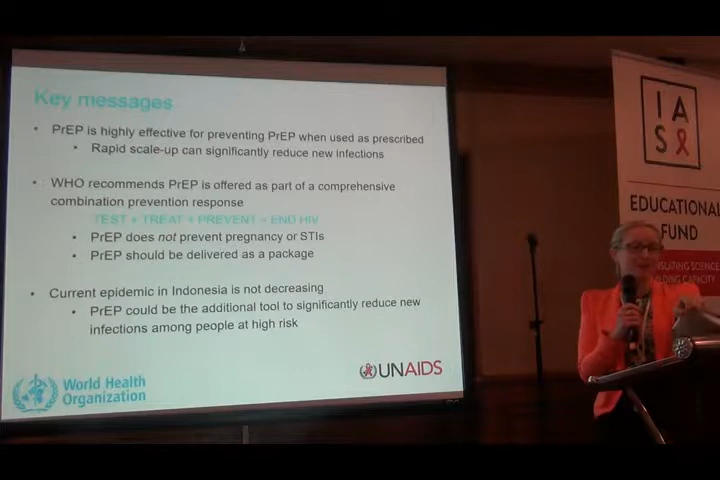 Key messages
• PrEP is highly effective for preventing PrEP when used as prescribed
• Rapid scale-up can significantly reduce new infections
• WHO recommends PrEP is offered as part of a comprehensive
combination prevention response
TEST + TREAT + PREVENT = END HIV
• PrEP does not prevent pregnancy or STIs
• PrEP should be delivered as a package
• Current epidemic in Indonesia is not decreasing
• PrEP could be the additional tool to significantly reduce new
infections among people at high risk
World Health
Organization
UNAIDS
IA
S
EDUCATIONAL
FUND
SCIENCE
CAPACITY